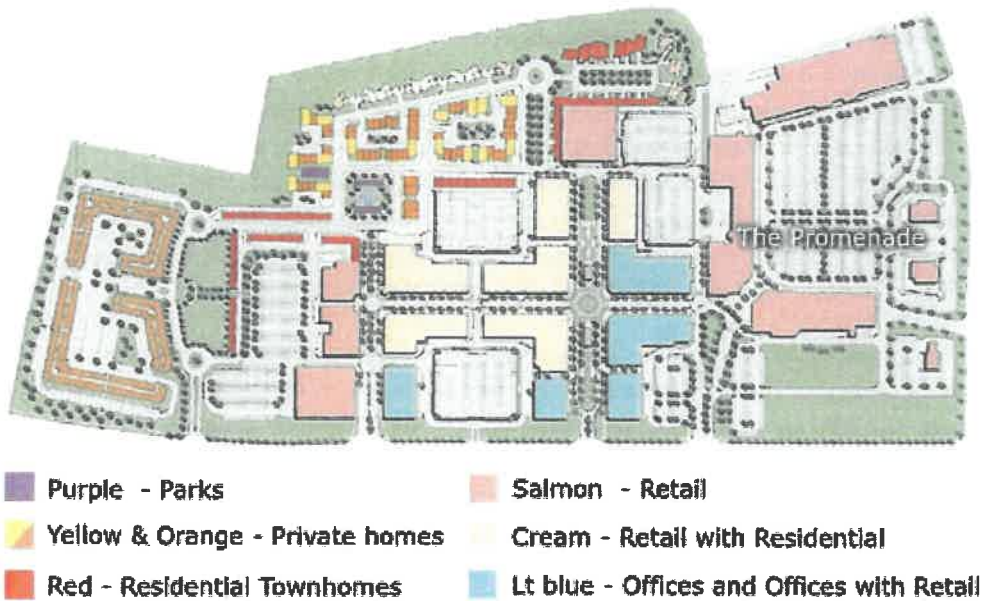 The Promenade
Purple - Parks
Salmon - Retail
Yellow & Orange - Private homes
Cream - Retail with Residential
Red - Residential Townhomes
Lt blue - Offices and Offices with Retail